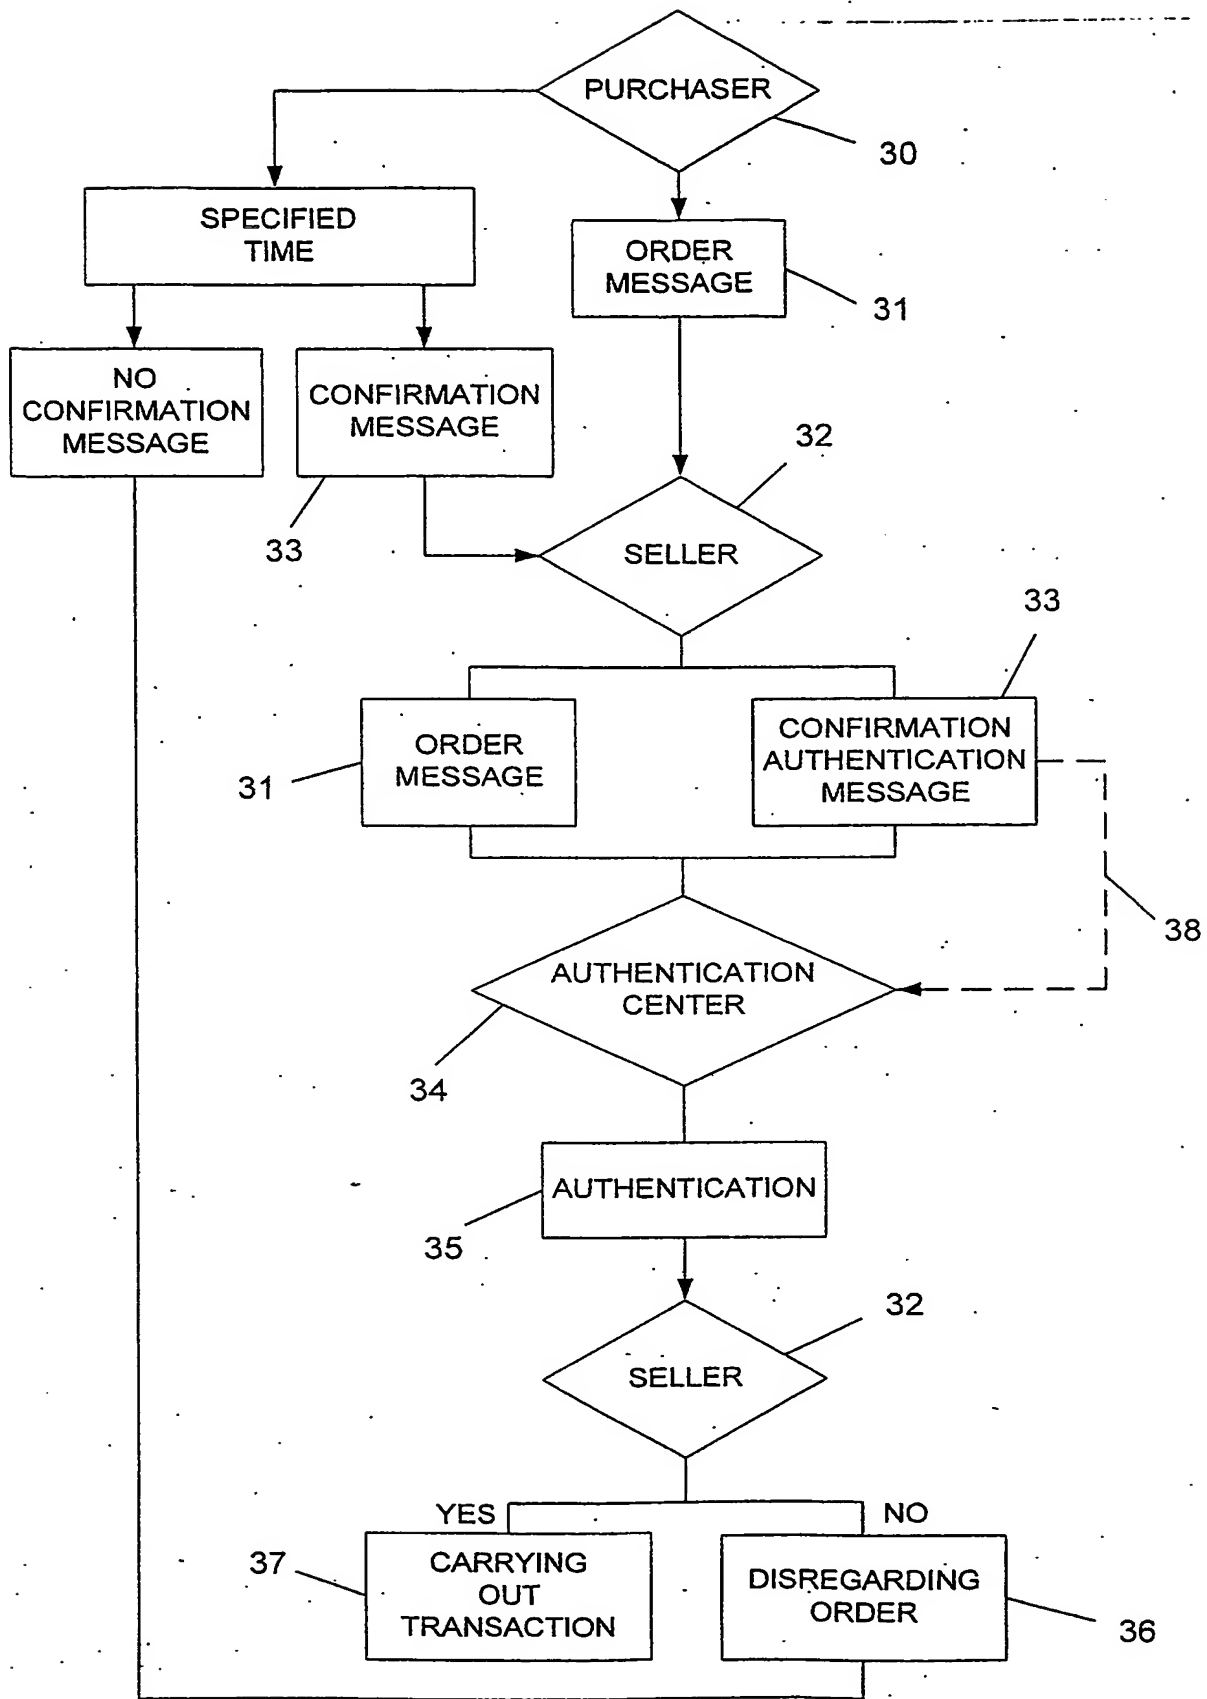 PURCHASER
30
SPECIFIED
TIME
ORDER
MESSAGE
31
NO
CONFIRMATION
MESSAGE
CONFIRMATION
MESSAGE
33
32
SELLER
33
ORDER
MESSAGE
31
CONFIRMATION
AUTHENTICATION
MESSAGE
38
AUTHENTICATION
CENTER
34
AUTHENTICATION
35
32
SELLER
YES
NO
37
CARRYING
OUT
TRANSACTION
DISREGARDING
ORDER
36